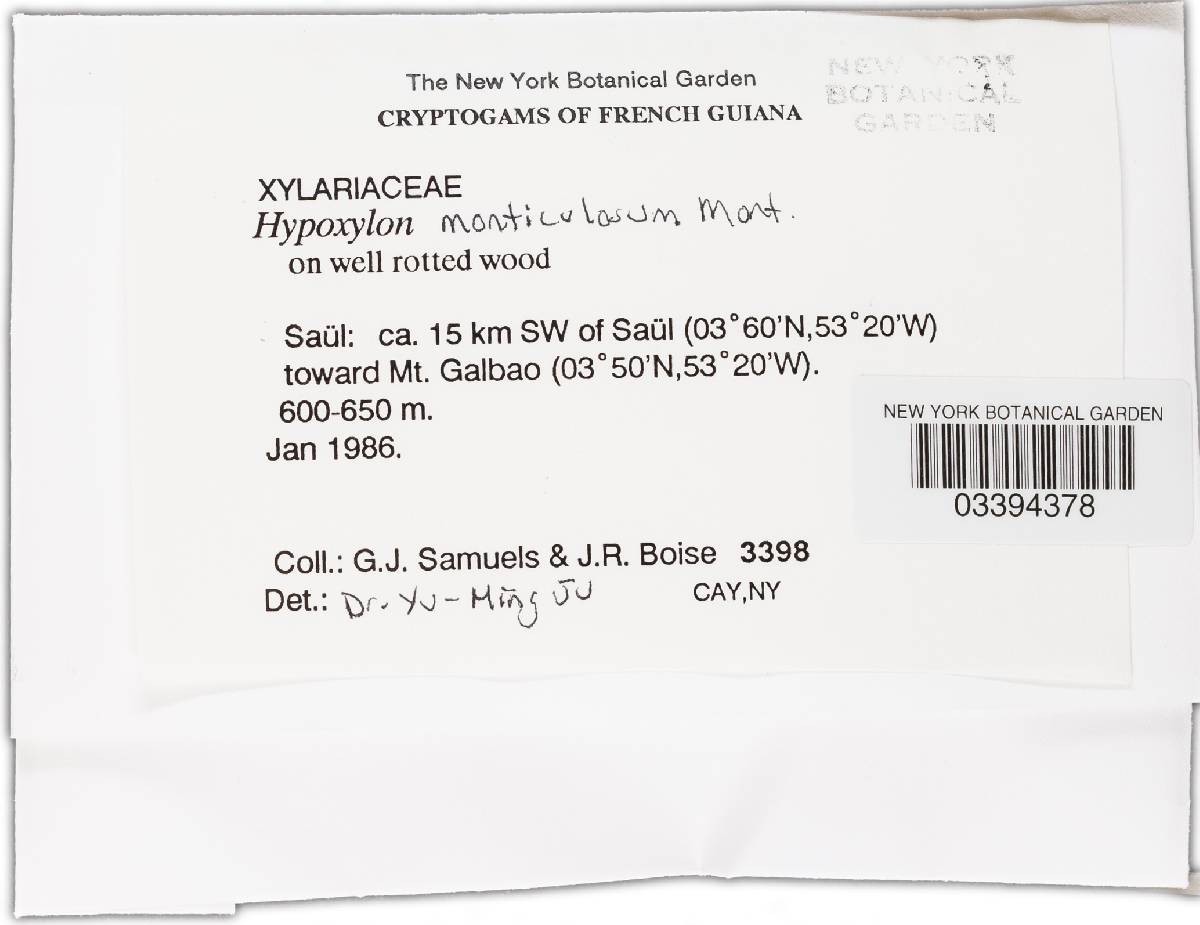 The New York Botanical Garden
CRYPTOGAMS OF FRENCH GUIANA
NEW YORK
BOTANICAL
GARDEN
XYLARIACEAE
Hypoxylon monticulosum Mont.
on well rotted wood
Saül: ca. 15 km SW of Saül (03°60'N,53°20'W)
toward Mt. Galbao (03°50'N,53°20'W).
600-650 m.
Jan 1986.
NEW YORK BOTANICAL GARDEN
03394378
Coll.: G.J. Samuels & J.R. Boise 3398
Det.: Dr. Yu-Ming Ju CAY,NY